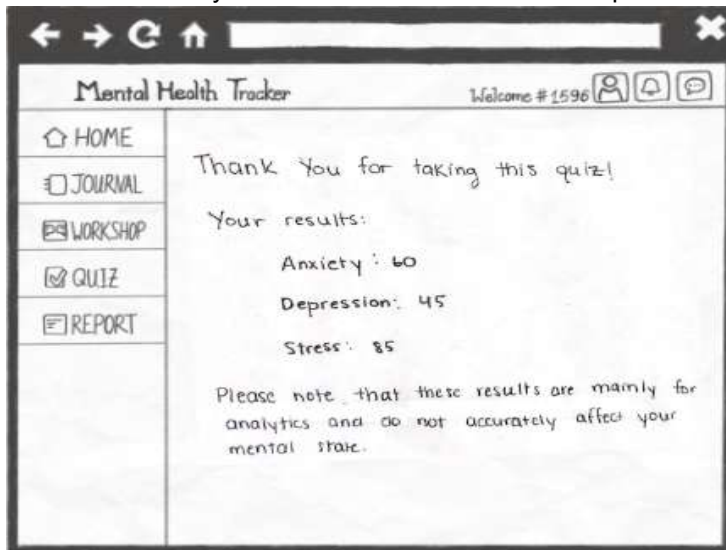 Mental Health Tracker
Welcome #1596
HOME
JOURNAL
WORKSHOP
QUIZ
REPORT
Thank You for taking this quiz!
Your results:
Anxiety: 60
Depression: 45
Stress: 85
Please note that these results are mainly for
analytics and do not accurately affect your
mental state.